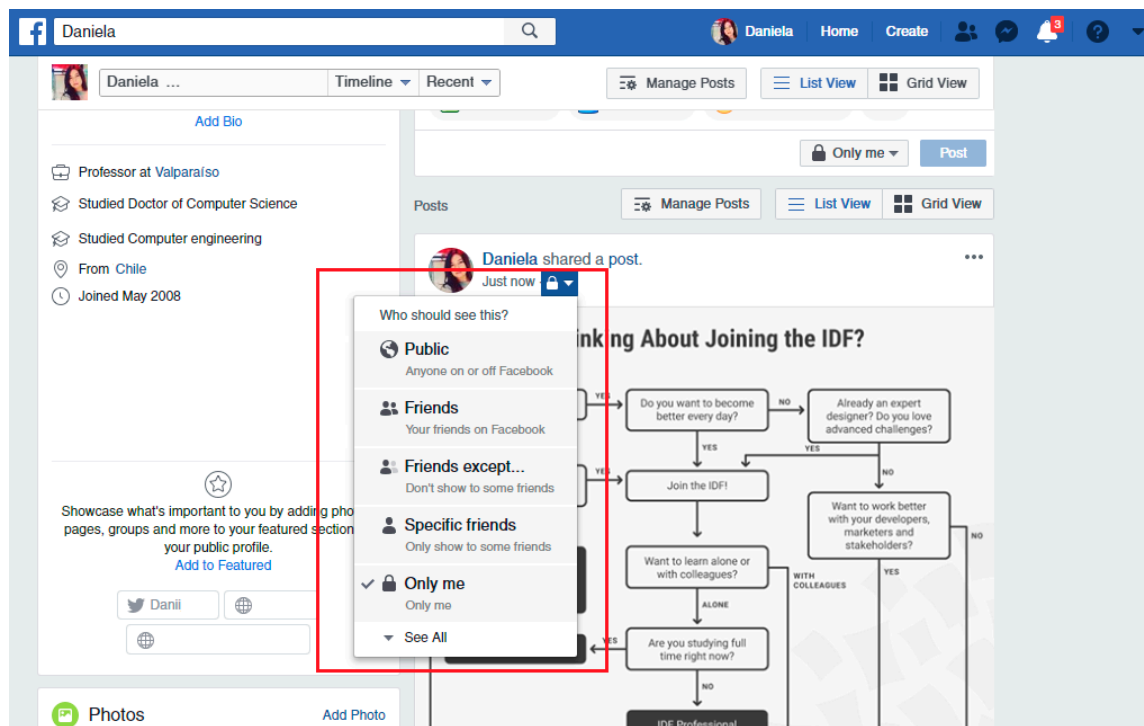 Daniela
Daniela
Home
Create
3
Daniela ...
Timeline
Recent
Manage Posts
List View
Grid View
Add Bio
Only me
Post
Professor at Valparaíso
Studied Doctor of Computer Science
Studied Computer engineering
From Chile
Joined May 2008
Showcase what's important to you by adding pho
pages, groups and more to your featured section
your public profile.
Add to Featured
Danii
Photos
Add Photo
Posts
Manage Posts
List View
Grid View
Daniela shared a post.
Just now
Who should see this?
Public
Anyone on or off Facebook
Friends
Your friends on Facebook
Friends except...
Don't show to some friends
Specific friends
Only show to some friends
Only me
Only me
See All
nking About Joining the IDF?
YES
Do you want to become
better every day?
NO
Already an expert
designer? Do you love
advanced challenges?
YES
YES
NO
YES
Join the IDF!
Want to work better
with your developers,
marketers and
stakeholders?
NO
Want to learn alone or
with colleagues?
WITH
COLLEAGUES
YES
ALONE
YES
Are you studying full
time right now?
NO
IDF Professional